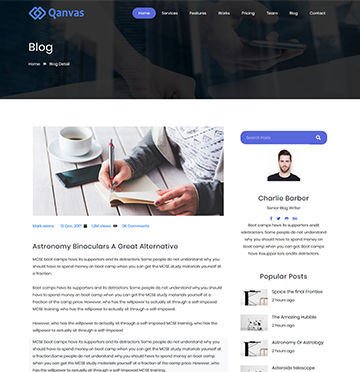 Qanvas
Home Services Features Works Pricing Team Blog Contact
Blog
Home Blog Detail
Search Posts
Charlie Barber
Senior Blog Writer
Boot camps have its supporters andit
sdetractors. Some people do not understand
why you should have to spend money on
boot camp when you can get. Boot camps
have itssupporters andits detractors.
Mark wiens 13 Dec, 2017 1.2M Views 08 Comments
Astronomy Binoculars A Great Alternative
MCSE boot camps have its supporters and its detractors. Some people do not understand why you
should have to spend money on boot camp when you can get the MCSE study materials yourself at
a fraction.
Boot camps have its supporters and its detractors. Some people do not understand why you should
have to spend money on boot camp when you can get the MCSE study materials yourself at a
fraction of the camp price. However, who has the willpower to actually sit through a self-imposed
MCSE training. who has the willpower to actually sit through a self-imposed
However, who has the willpower to actually sit through a self-imposed MCSE training. who has the
willpower to actually sit through a self-imposed
MCSE boot camps have its supporters and its detractors. Some people do not understand why you
should have to spend money on boot camp when you can get the MCSE study materials yourself at
a fraction.Some people do not understand why you should have to spend money on boot camp
when you can get the MCSE study materials yourself at a fraction of the camp price. However, who
has the willpower to actually sit through a self-imposed MCSE training.
Popular Posts
Space the final Frontier
2 hours ago
The Amazing Hubble
2 hours ago
Astronomy Or Astrology
2 hours ago
Asteroids telescope